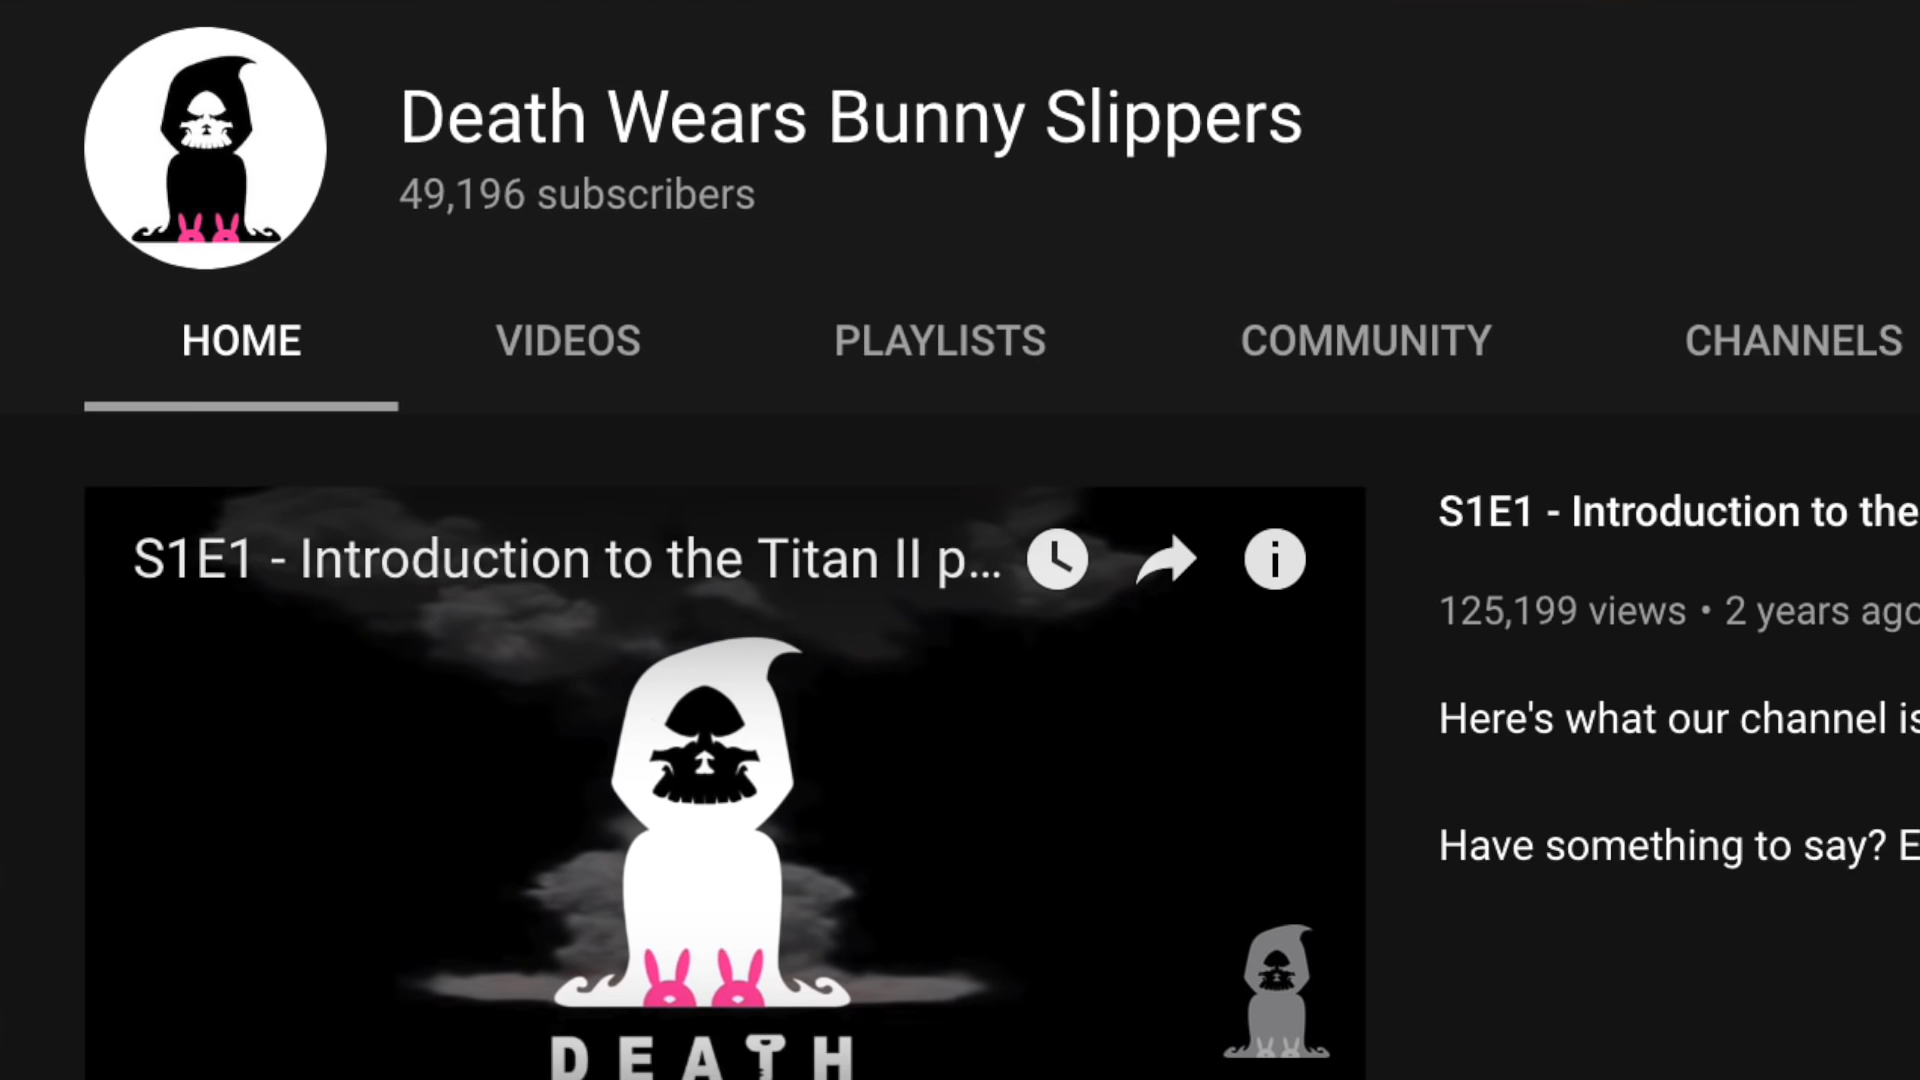 Death Wears Bunny Slippers
49,196 subscribers
HOME VIDEOS PLAYLISTS COMMUNITY CHANNELS
S1E1 - Introduction to the Titan II p...
S1E1 - Introduction to the
125,199 views • 2 years ago
Here's what our channel is
Have something to say? E
DEATH